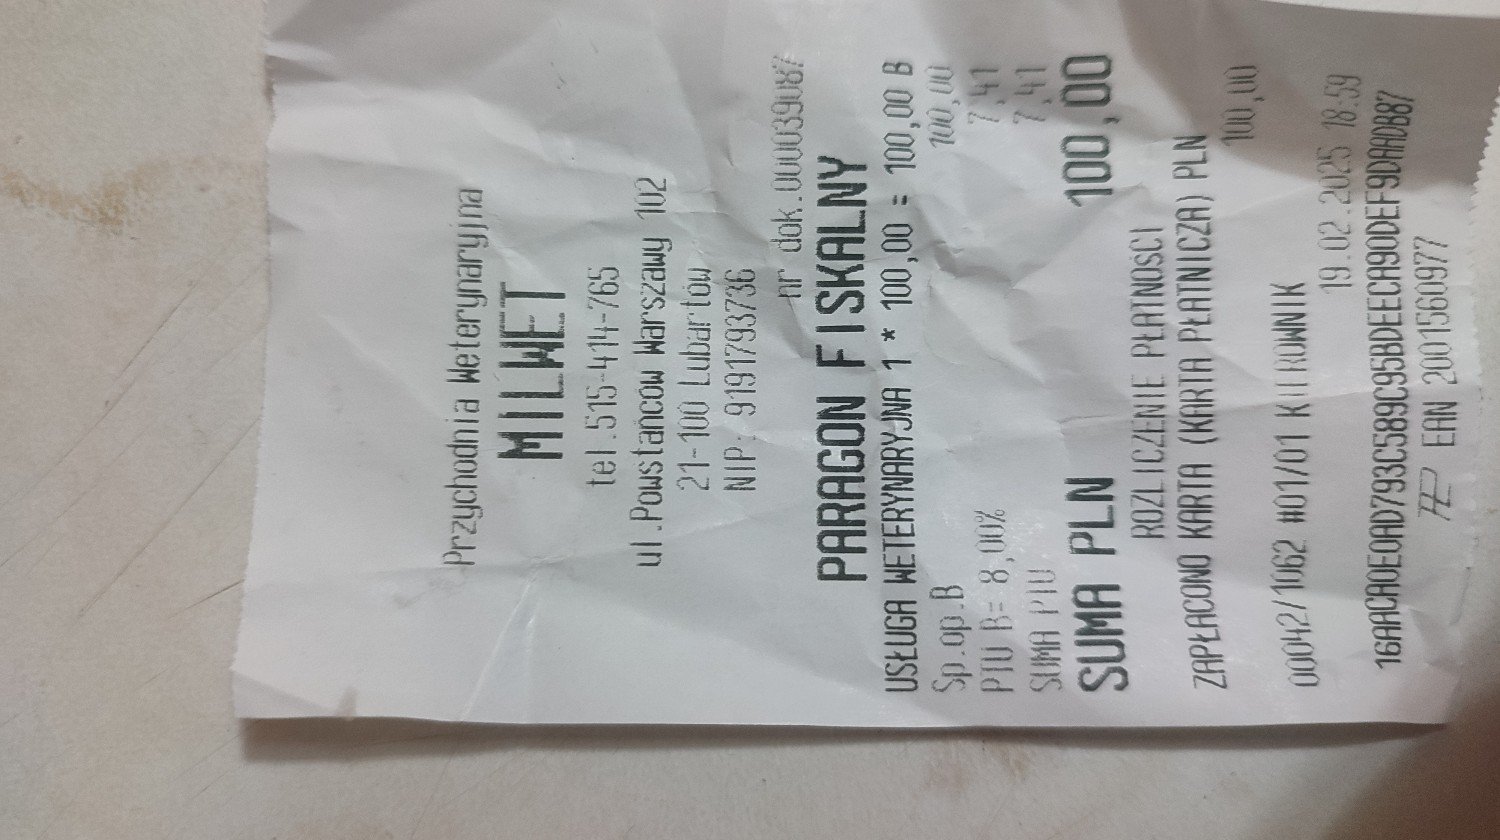 Przychodnia Weterynaryjna
MILWET
tel.515-414-765
ul.Powstańców Warszawy 102
21-100 Lubartów
NIP: 9191793736
nr dok.000039087
PARAGON FISKALNY
USŁUGA WETERYNARYJNA 1 * 100,00 = 100,00 B
Sp.op.B 100,00
PTU B= 8,00% 7,41
SUMA PTU 7,41
SUMA PLN 100,00
ROZLICZENIE PŁATNOŚCI
ZAPŁACONO KARTA (KARTA PŁATNICZA) PLN
100,00
00042/1062 #01/01 KIEROWNIK
19.02.2025 18:59
16AACA0E0AD793C589C95BDEECA90DEF9DAADB87
EAN 2001560977